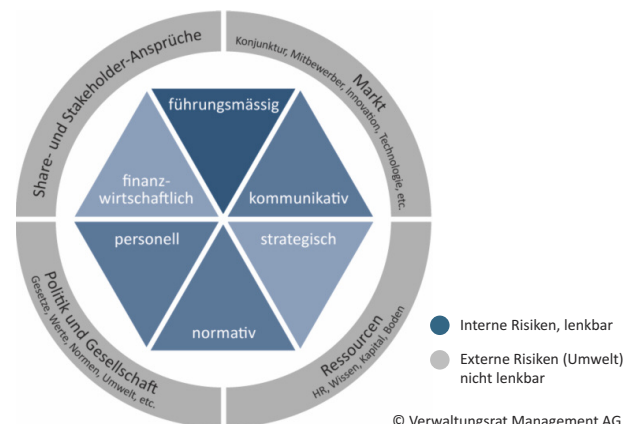 Share- und Stakeholder-Ansprüche
Markt
Konjunktur, Mitbewerber, Innovation, Technologie, etc.
führungsmässig
finanz-
wirtschaftlich
kommunikativ
personell
strategisch
normativ
Politik und Gesellschaft
Gesetze, Werte, Normen, Umwelt, etc.
Ressourcen
HR, Wissen, Kapital, Boden
Interne Risiken, lenkbar
Externe Risiken (Umwelt)
nicht lenkbar
© Verwaltungsrat Management AG